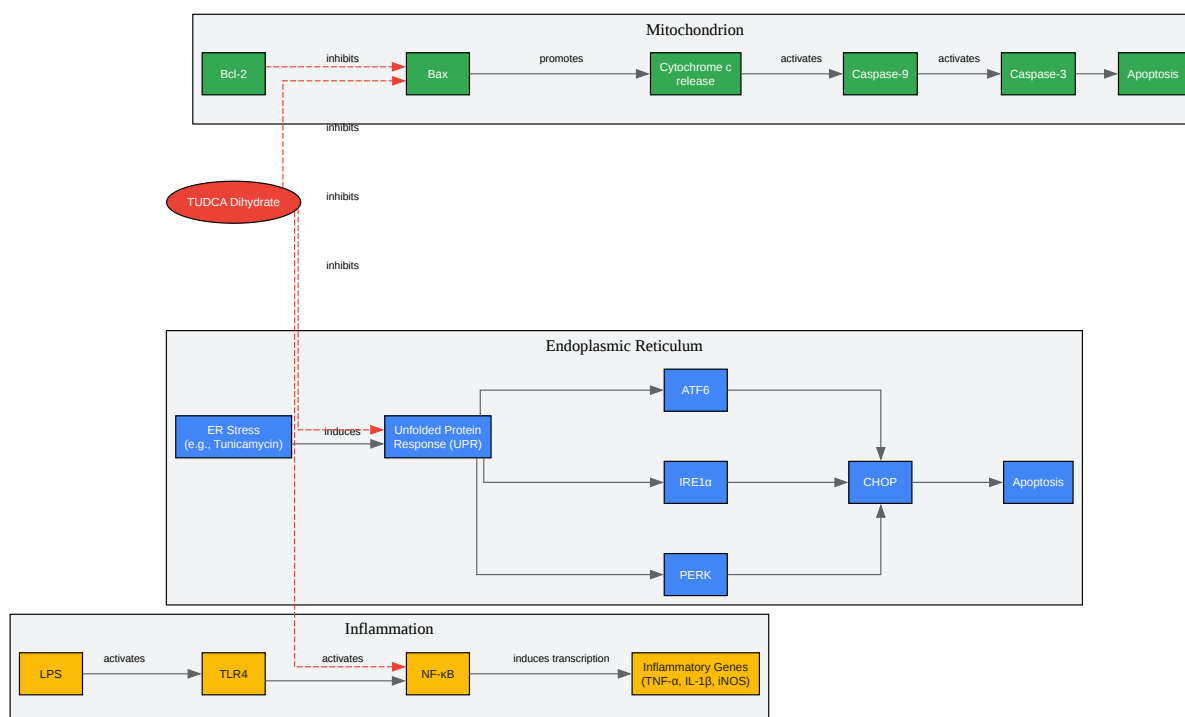 Mitochondrion
inhibits
promotes
activates
activates
Bcl-2
Bax
Cytochrome c
release
Caspase-9
Caspase-3
Apoptosis
inhibits
TUDCA Dihydrate
inhibits
inhibits
Endoplasmic Reticulum
ATF6
ER Stress
(e.g., Tunicamycin)
induces
Unfolded Protein
Response (UPR)
IRE1α
CHOP
Apoptosis
PERK
Inflammation
activates
activates
induces transcription
LPS
TLR4
NF-κB
Inflammatory Genes
(TNF-α, IL-1β, iNOS)